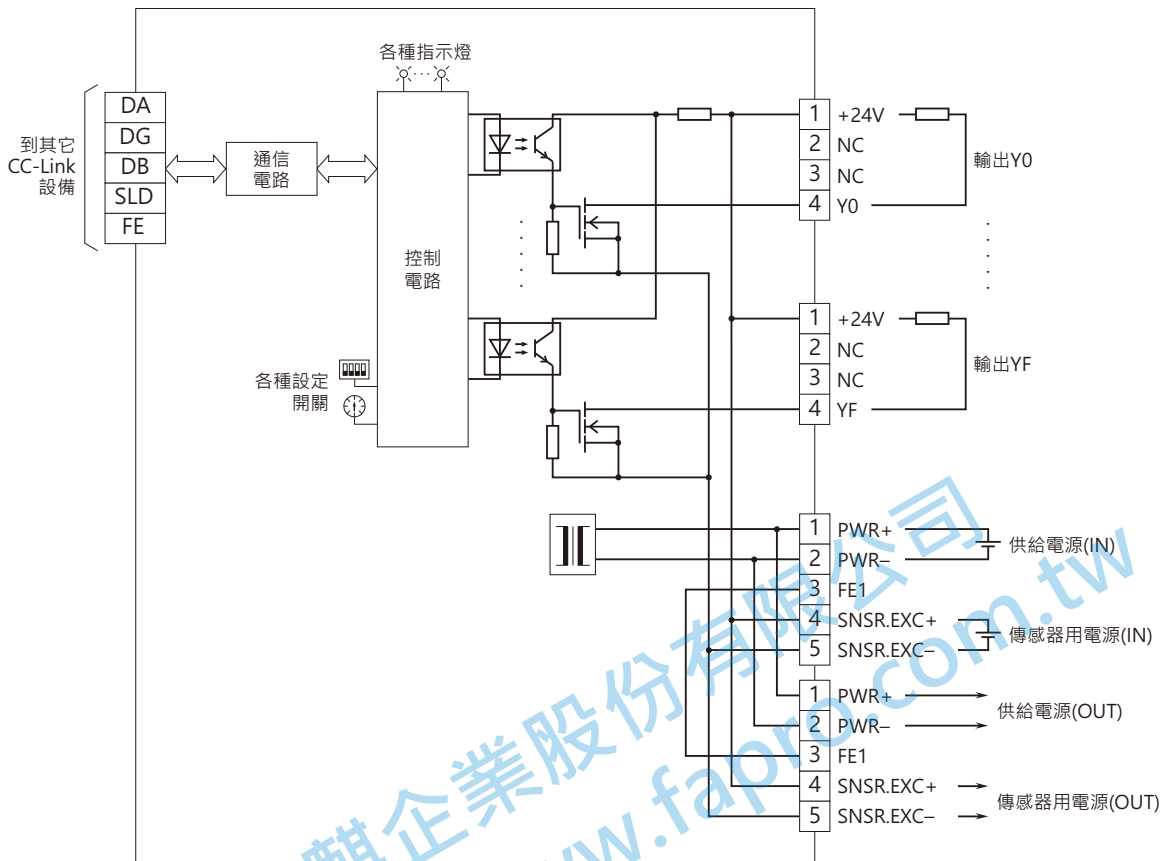 各種指示燈
到其它
CC-Link
設備
DA
DG
DB
SLD
FE
通信
電路
控制
電路
各種設定
開關
1 +24V
2 NC
3 NC
4 Y0
輸出Y0
1 +24V
2 NC
3 NC
4 YF
輸出YF
1 PWR+
2 PWR–
3 FE1
4 SNSR.EXC+
5 SNSR.EXC–
供給電源(IN)
傳感器用電源(IN)
1 PWR+
2 PWR–
3 FE1
4 SNSR.EXC+
5 SNSR.EXC–
供給電源(OUT)
傳感器用電源(OUT)
麒企業股份有限公司
www.fapro.com.tw